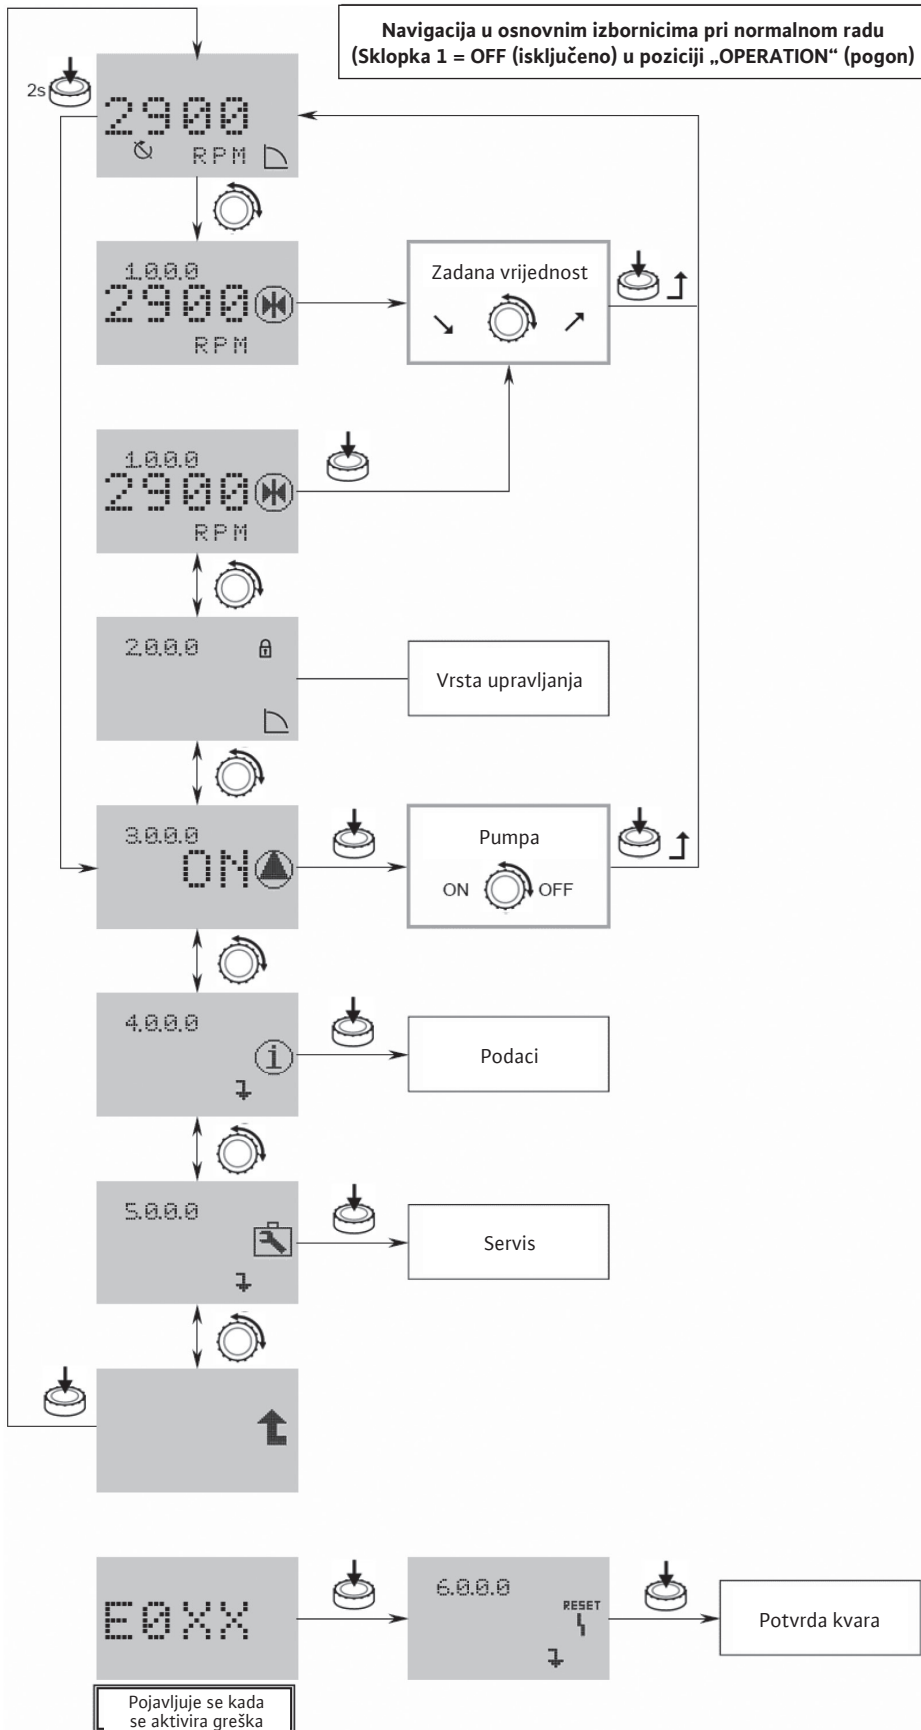 Navigacija u osnovnim izbornicima pri normalnom radu
(Sklopka 1 = OFF (isključeno) u poziciji „OPERATION“ (pogon)
2s
2900
RPM
1.0.0.0
2900
RPM
Zadana vrijednost
1.0.0.0
2900
RPM
2.0.0.0
Vrsta upravljanja
3.0.0.0
ON
Pumpa
ON OFF
4.0.0.0
i
Podaci
5.0.0.0
Servis
E0XX
6.0.0.0
RESET
Potvrda kvara
Pojavljuje se kada
se aktivira greška